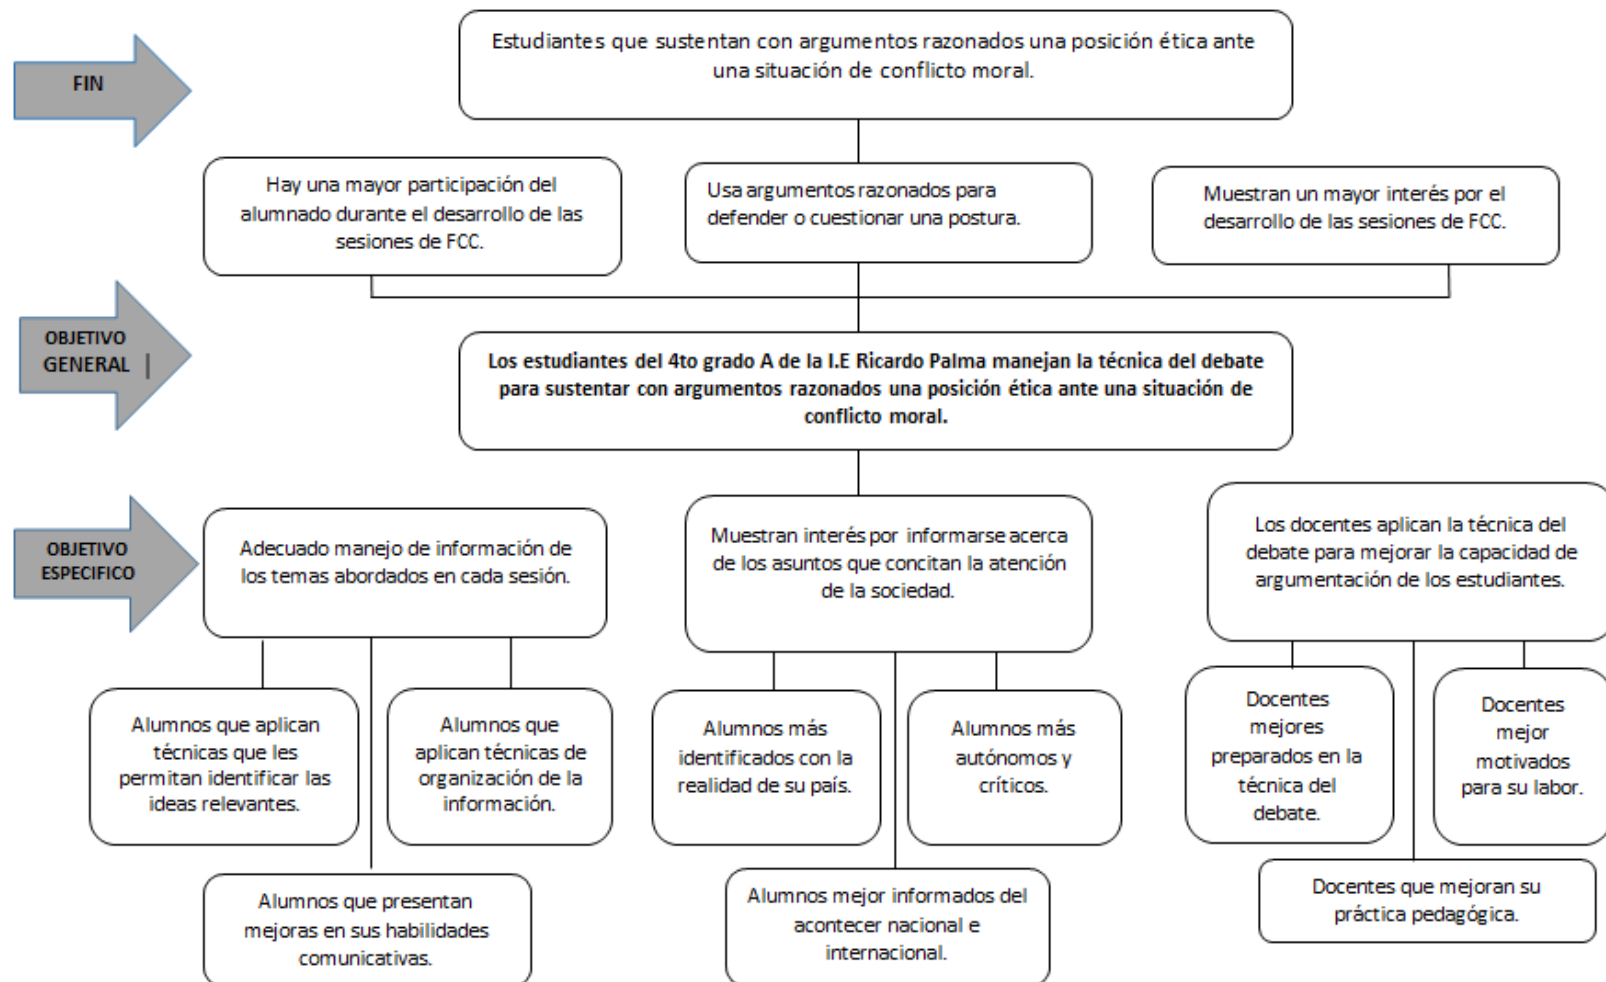 FIN
Estudiantes que sustentan con argumentos razonados una posición ética ante
una situación de conflicto moral.
Hay una mayor participación del
alumnado durante el desarrollo de las
sesiones de FCC.
Usa argumentos razonados para
defender o cuestionar una postura.
Muestran un mayor interés por el
desarrollo de las sesiones de FCC.
OBJETIVO
GENERAL
Los estudiantes del 4to grado A de la I.E Ricardo Palma manejan la técnica del debate
para sustentar con argumentos razonados una posición ética ante una situación de
conflicto moral.
OBJETIVO
ESPECIFICO
Adecuado manejo de información de
los temas abordados en cada sesión.
Muestran interés por informarse acerca
de los asuntos que concitan la atención
de la sociedad.
Los docentes aplican la técnica del
debate para mejorar la capacidad de
argumentación de los estudiantes.
Alumnos que aplican
técnicas que les
permitan identificar las
ideas relevantes.
Alumnos que
aplican técnicas de
organización de la
información.
Alumnos más
identificados con la
realidad de su país.
Alumnos más
autónomos y
críticos.
Docentes
mejores
preparados en la
técnica del
debate.
Docentes
mejor
motivados
para su labor.
Alumnos que presentan
mejoras en sus habilidades
comunicativas.
Alumnos mejor informados del
acontecer nacional e
internacional.
Docentes que mejoran su
práctica pedagógica.